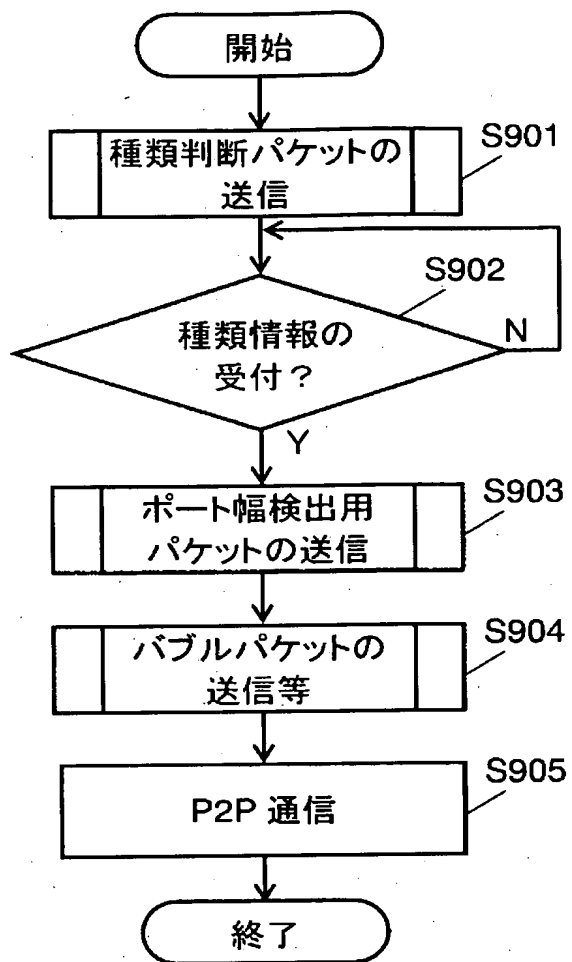 開始
S901
種類判断パケットの
送信
S902
種類情報の
受付？
N
Y
S903
ポート幅検出用
パケットの送信
S904
バブルパケットの
送信等
S905
P2P 通信
終了